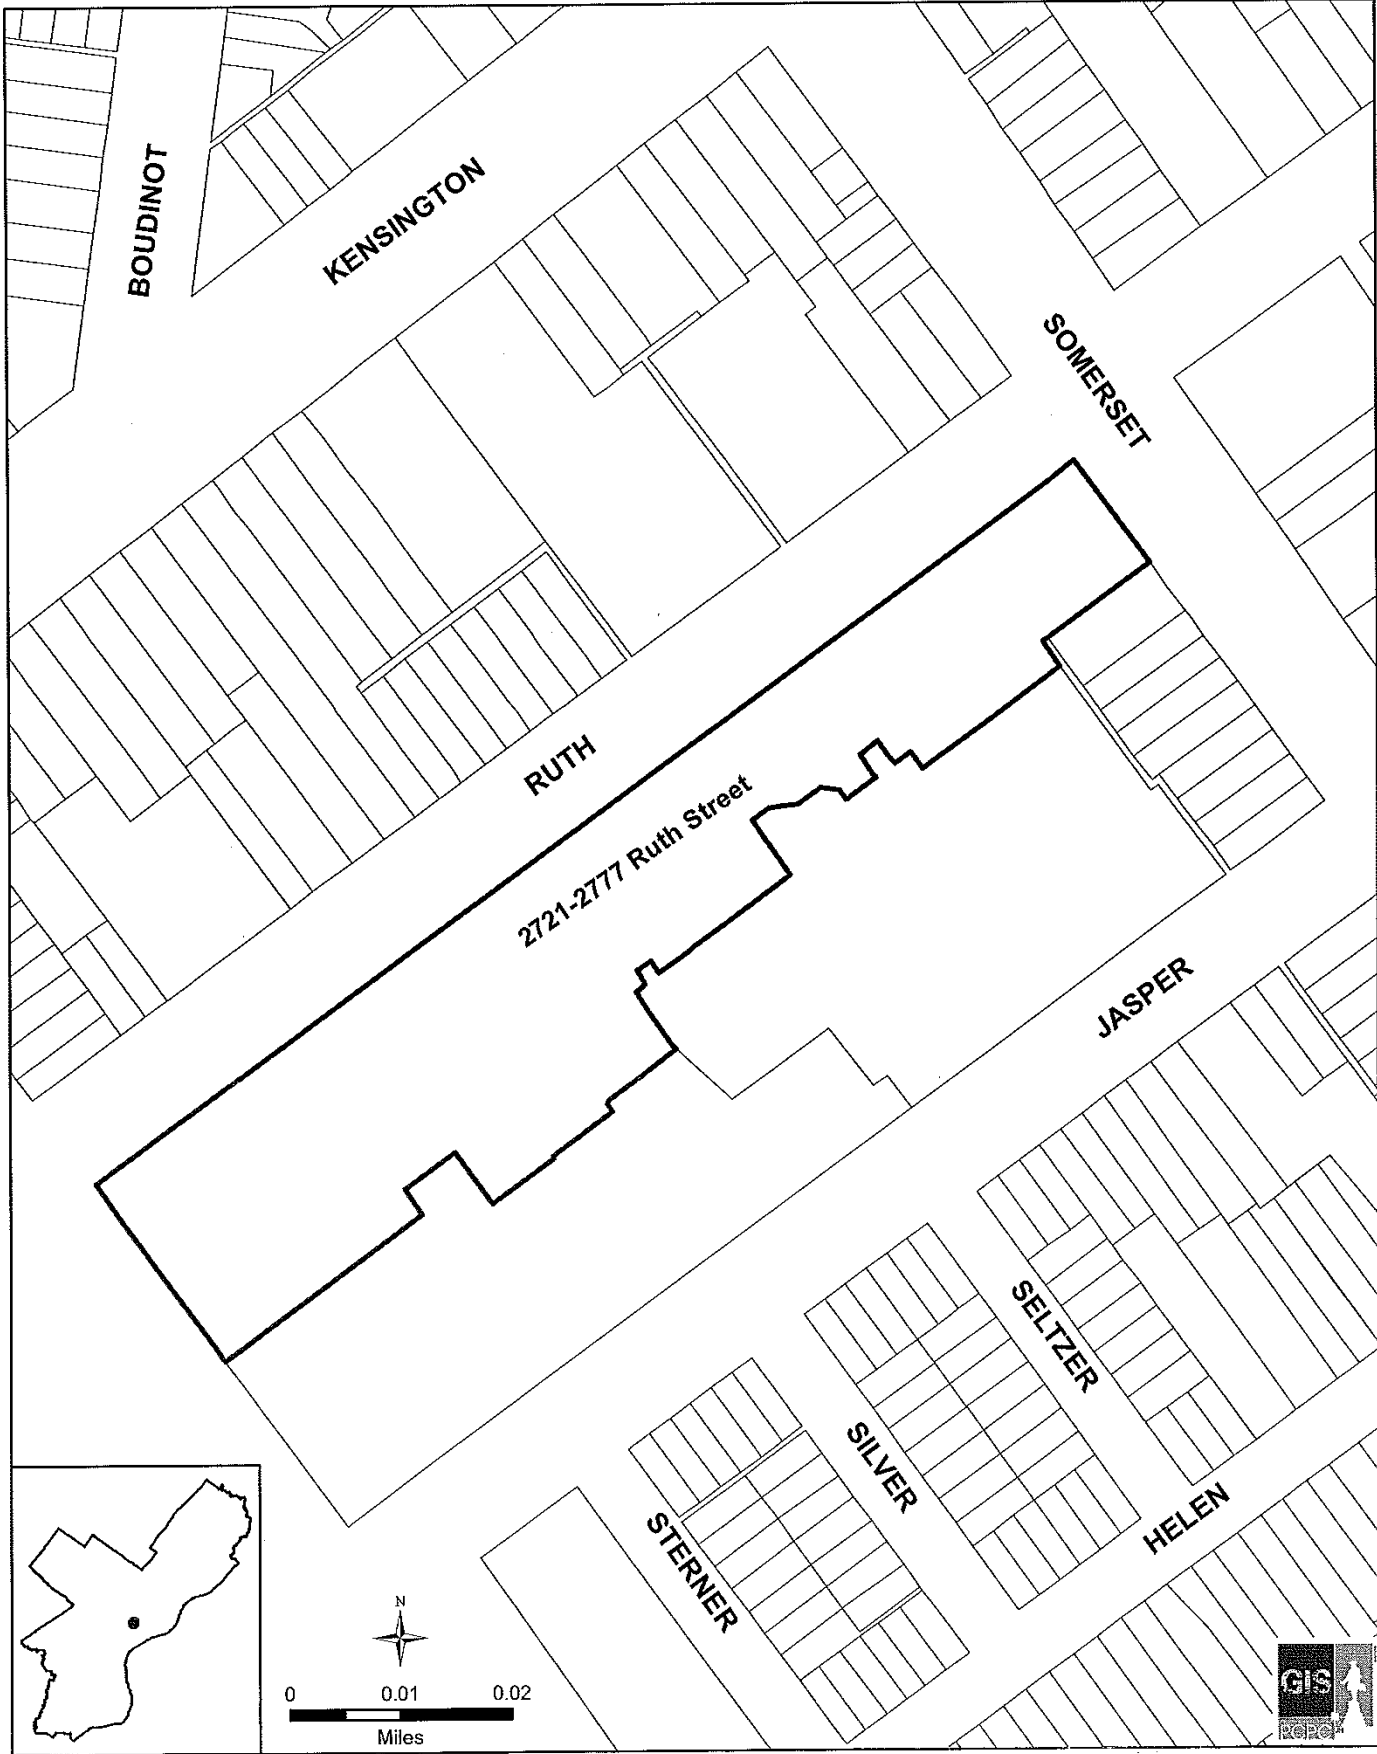 BOUDINOT
KENSINGTON
SOMERSET
RUTH
2721-2777 Ruth Street
JASPER
SELTZER
SILVER
HELEN
STERNER
N
0 0.01 0.02
Miles
GIS
PCPC